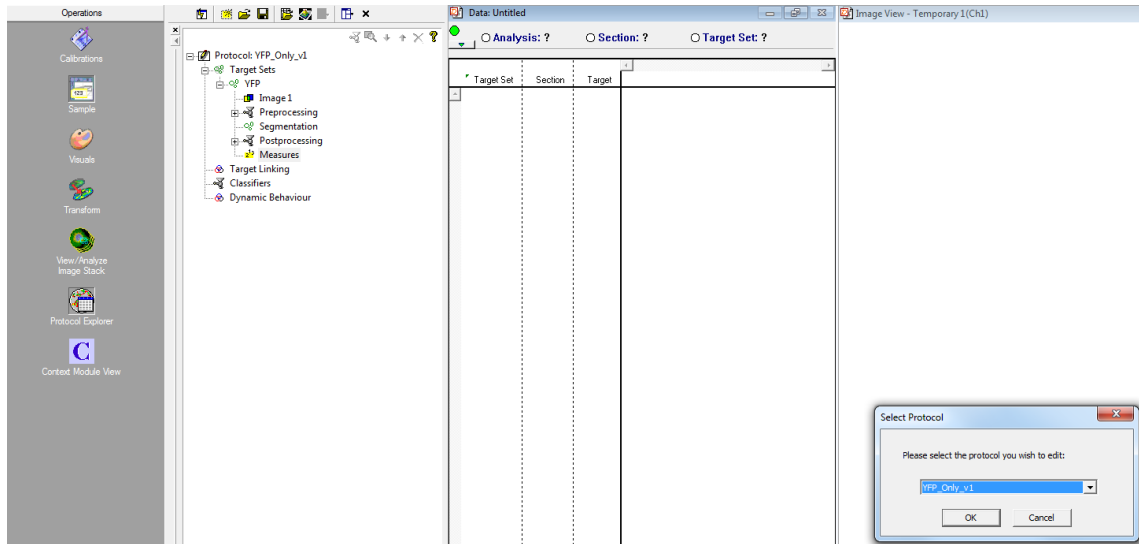 Operations
Calibrations
Sample
Visuals
Transform
View/Analyze
Image Stack
Protocol Explorer
C
Context Module View
Protocol: YFP_Only_v1
Target Sets
YFP
Image 1
Preprocessing
Segmentation
Postprocessing
Measures
Target Linking
Classifiers
Dynamic Behaviour
Data: Untitled
Analysis: ? Section: ? Target Set: ?
Target Set Section Target
Image View - Temporary 1(Ch1)
Select Protocol
Please select the protocol you wish to edit:
YFP_Only_v1
OK Cancel